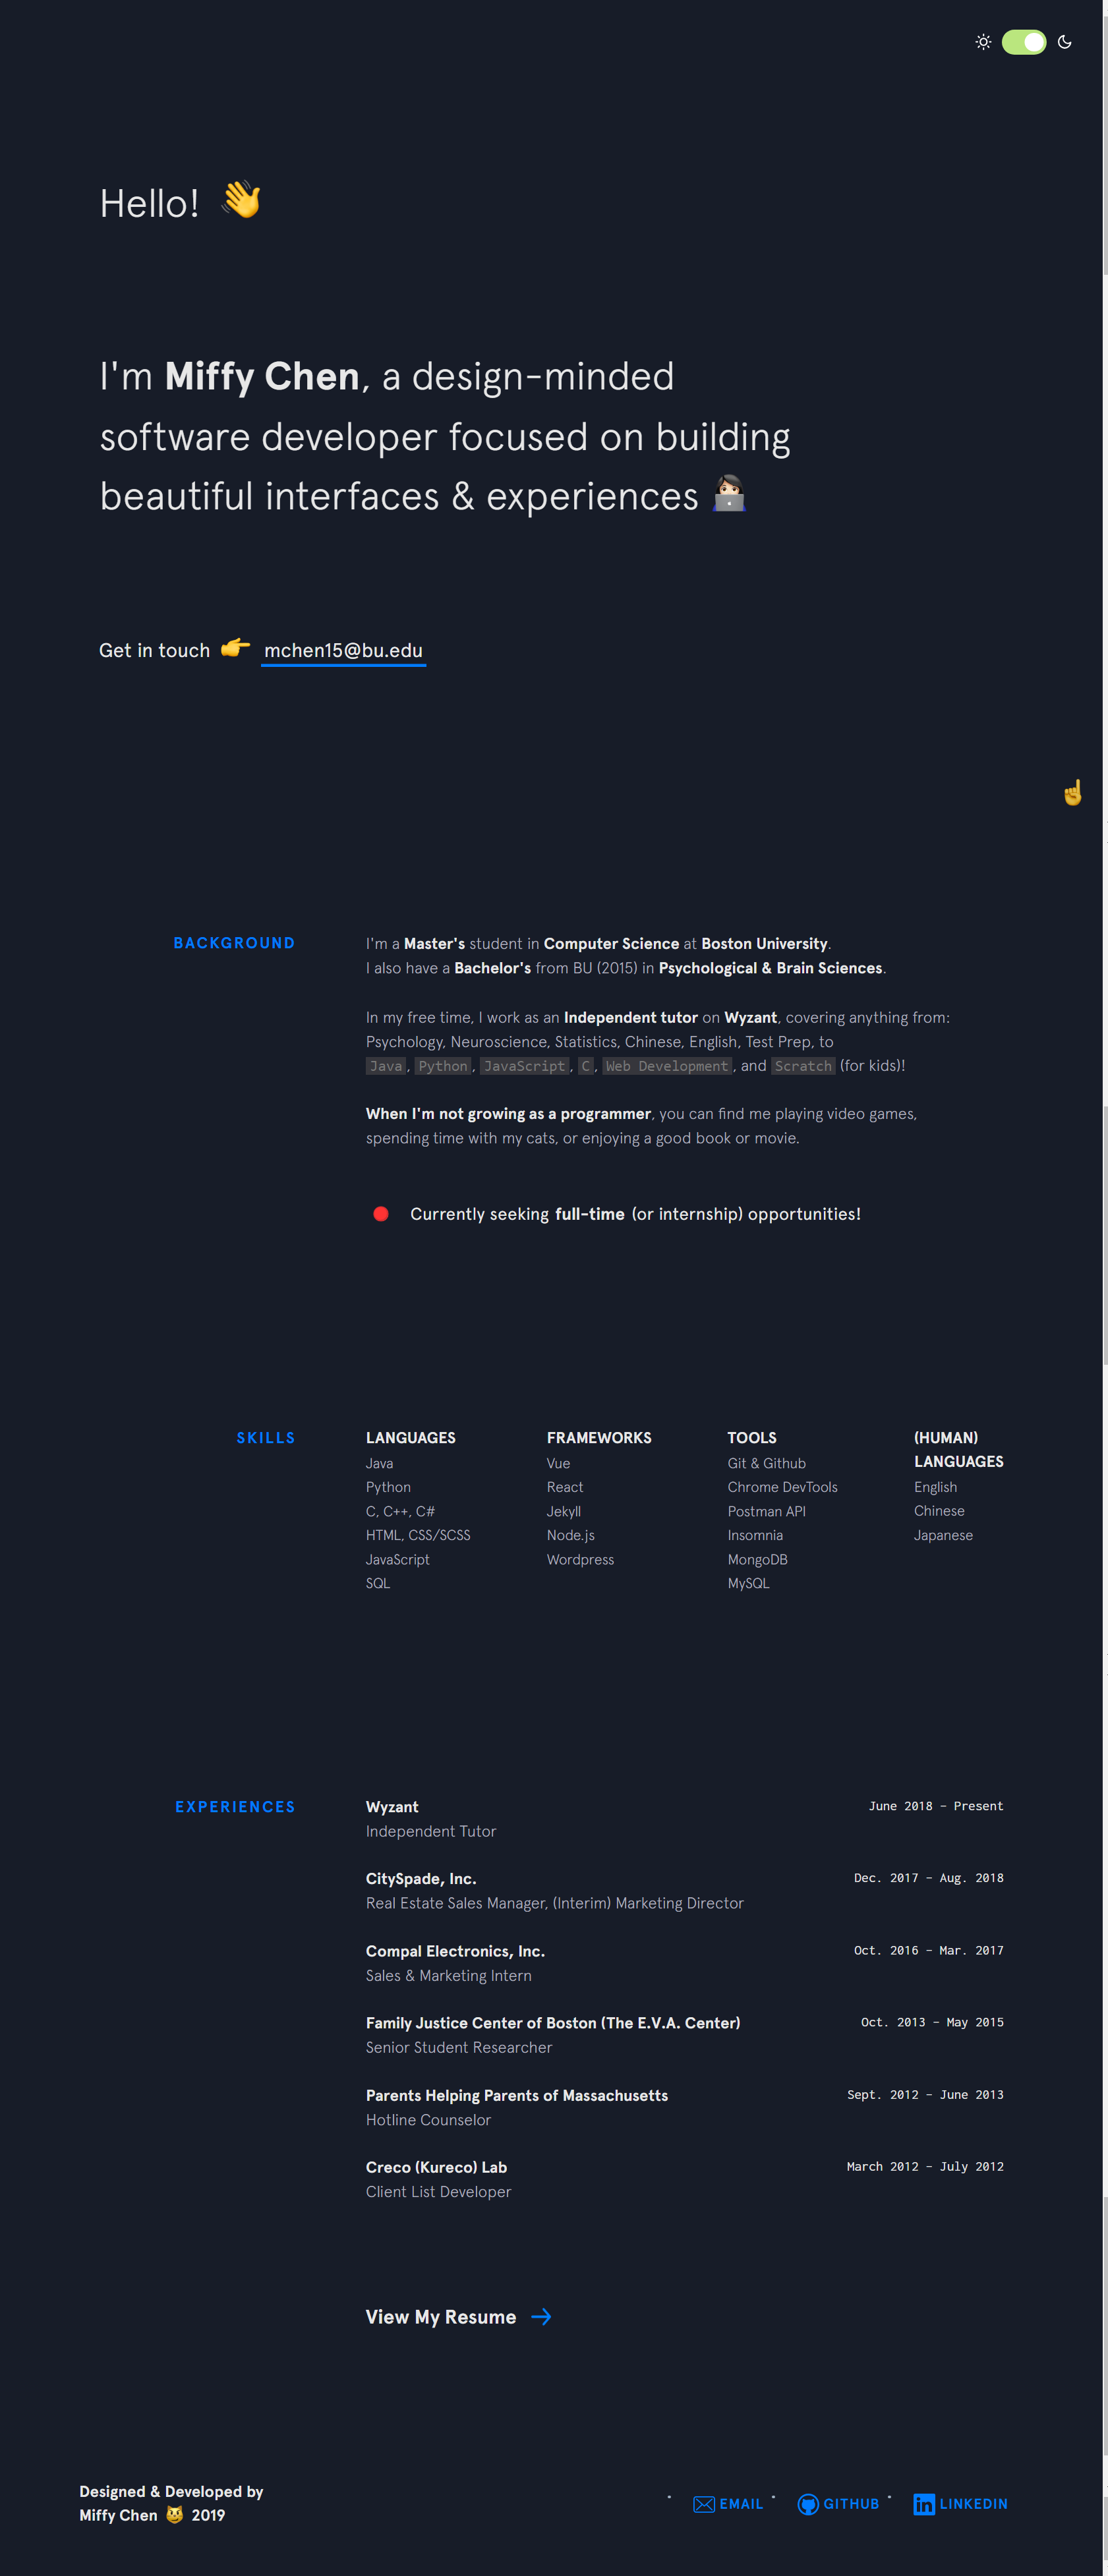 Hello! 👋
I'm Miffy Chen, a design-minded
software developer focused on building
beautiful interfaces & experiences 👩🏻‍💻
Get in touch 👉 mchen15@bu.edu
☝️
BACKGROUND
I'm a Master's student in Computer Science at Boston University.
I also have a Bachelor's from BU (2015) in Psychological & Brain Sciences.
In my free time, I work as an Independent tutor on Wyzant, covering anything from:
Psychology, Neuroscience, Statistics, Chinese, English, Test Prep, to
Java, Python, JavaScript, C, Web Development, and Scratch (for kids)!
When I'm not growing as a programmer, you can find me playing video games,
spending time with my cats, or enjoying a good book or movie.
🔴 Currently seeking full-time (or internship) opportunities!
SKILLS
LANGUAGES
Java
Python
C, C++, C#
HTML, CSS/SCSS
JavaScript
SQL
FRAMEWORKS
Vue
React
Jekyll
Node.js
Wordpress
TOOLS
Git & Github
Chrome DevTools
Postman API
Insomnia
MongoDB
MySQL
(HUMAN)
LANGUAGES
English
Chinese
Japanese
EXPERIENCES
Wyzant June 2018 - Present
Independent Tutor
CitySpade, Inc. Dec. 2017 - Aug. 2018
Real Estate Sales Manager, (Interim) Marketing Director
Compal Electronics, Inc. Oct. 2016 - Mar. 2017
Sales & Marketing Intern
Family Justice Center of Boston (The E.V.A. Center) Oct. 2013 - May 2015
Senior Student Researcher
Parents Helping Parents of Massachusetts Sept. 2012 - June 2013
Hotline Counselor
Creco (Kureco) Lab March 2012 - July 2012
Client List Developer
View My Resume →
Designed & Developed by
Miffy Chen 😼 2019
EMAIL GITHUB LINKEDIN